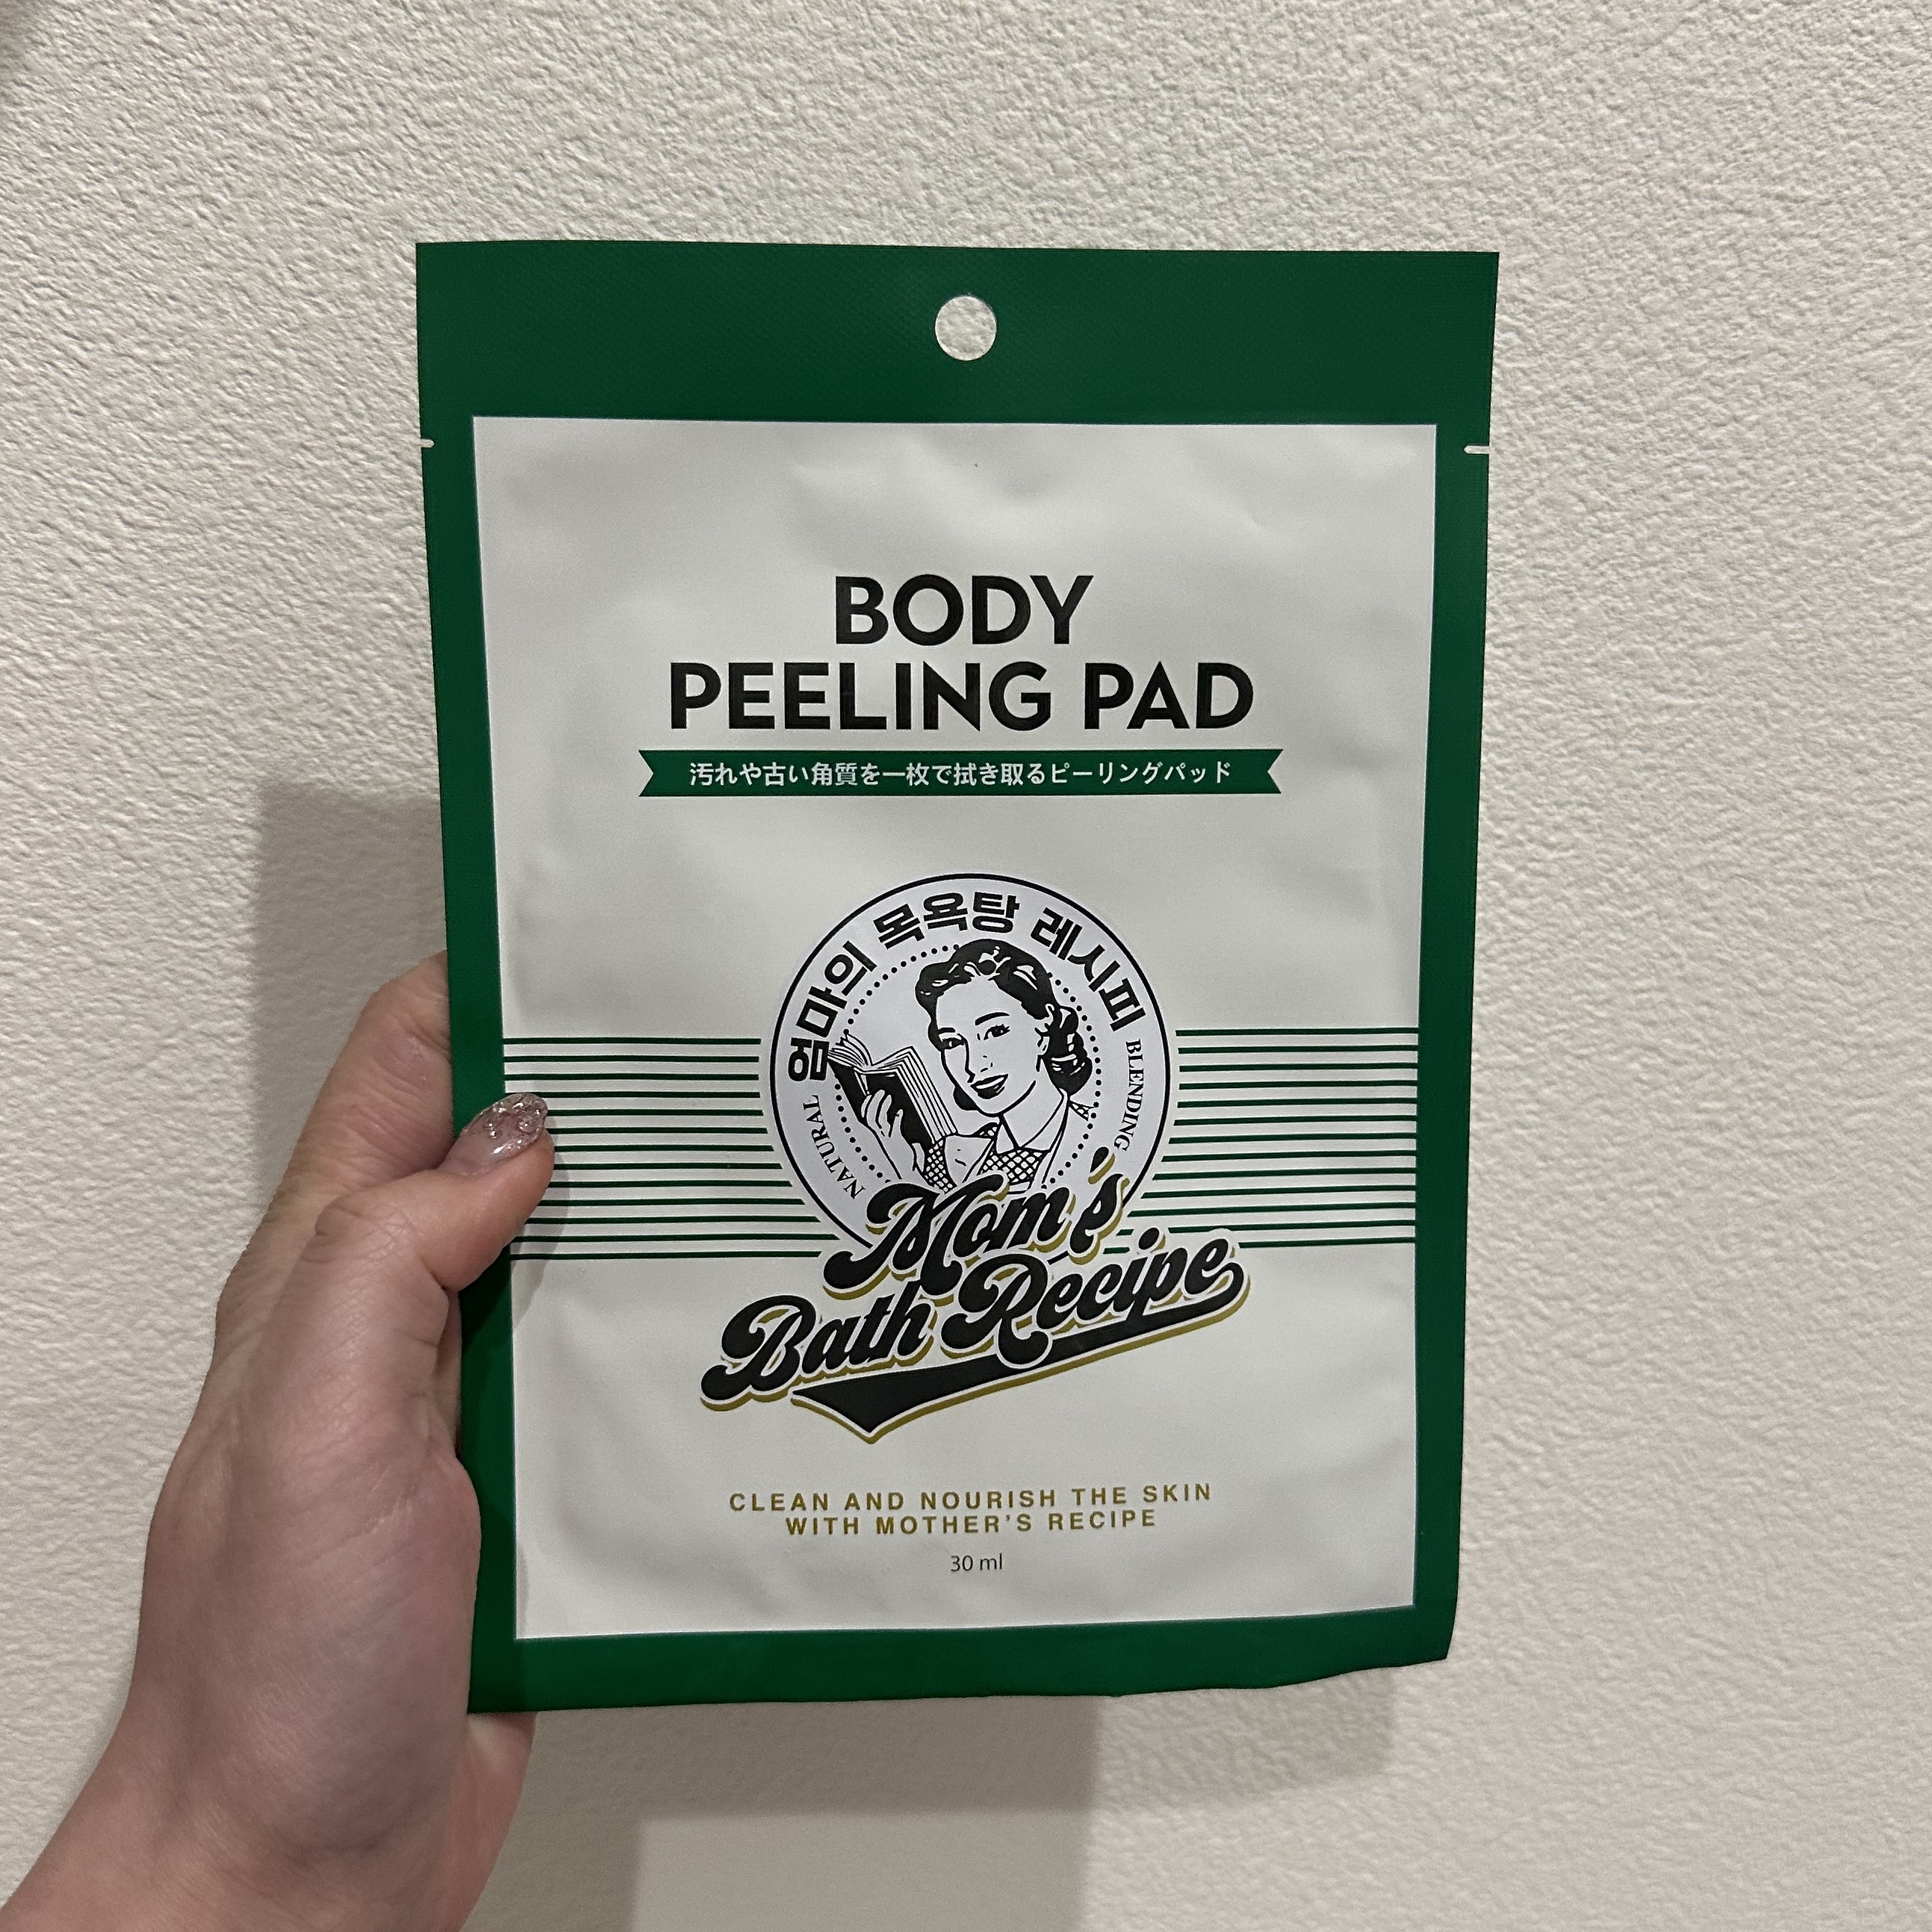 BODY
PEELING PAD
汚れや古い角質を一枚で拭き取るピーリングパッド
엄마의 목욕탕 레시피
NATURAL
BLENDING
Mom's
Bath Recipe
CLEAN AND NOURISH THE SKIN
WITH MOTHER'S RECIPE
30 ml